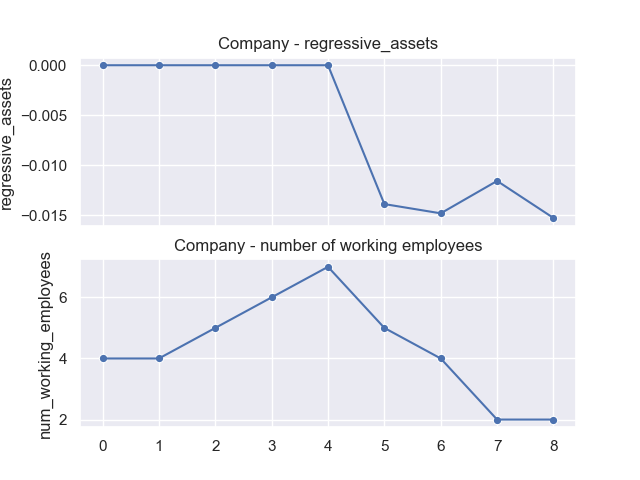 Company - regressive_assets
regressive_assets
0.000
−0.005
−0.010
−0.015
Company - number of working employees
num_working_employees
6
4
2
0 1 2 3 4 5 6 7 8